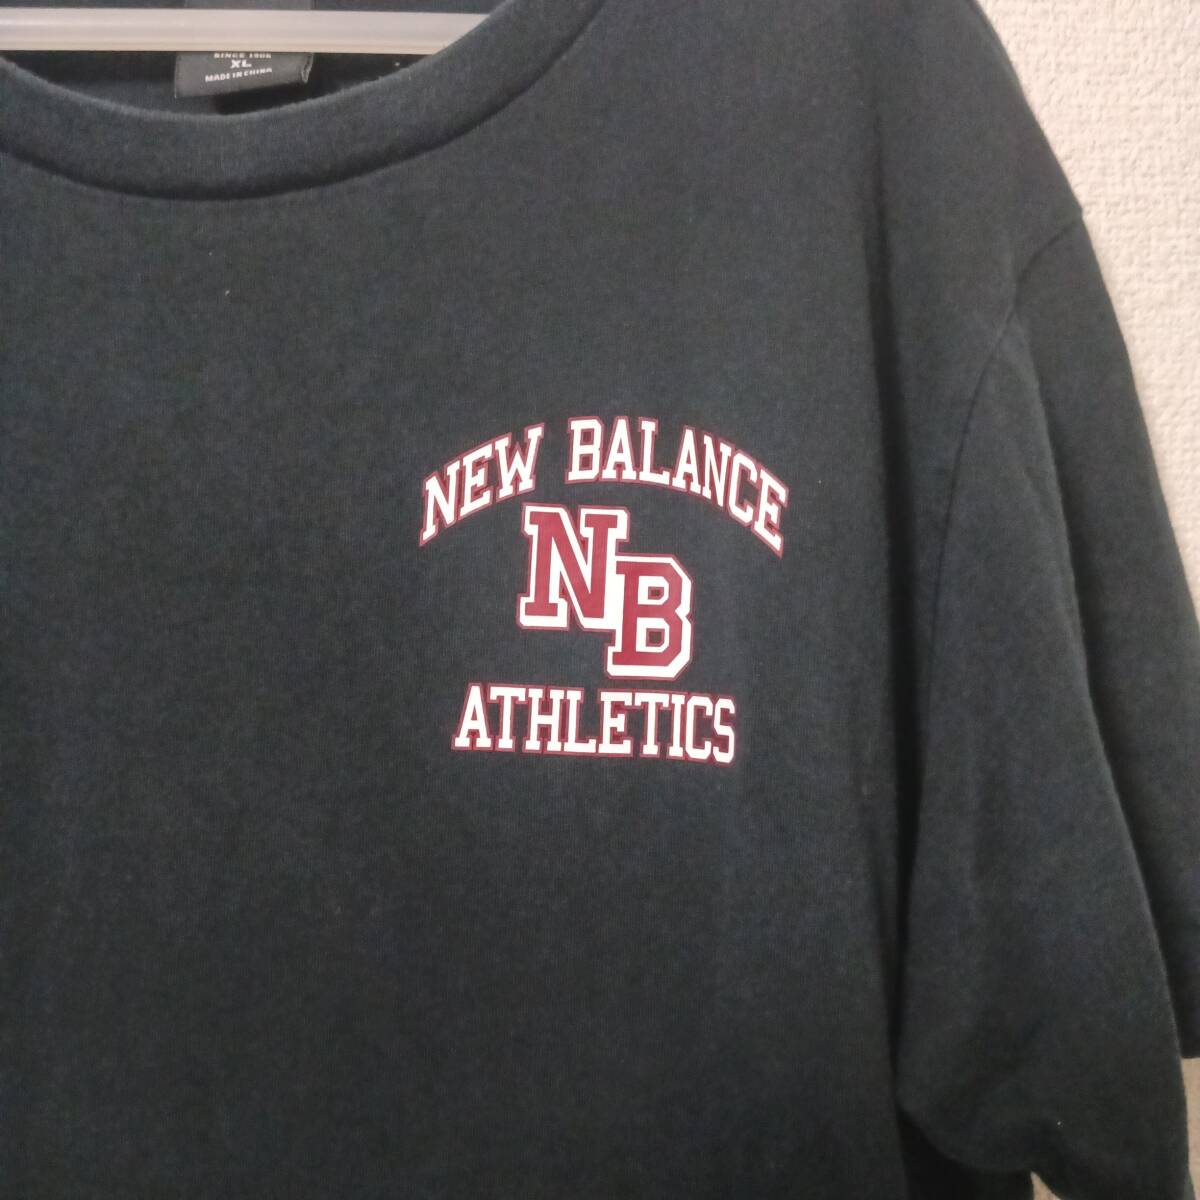 SINCE 1906
XL
MADE IN CHINA
NEW BALANCE
NB
ATHLETICS